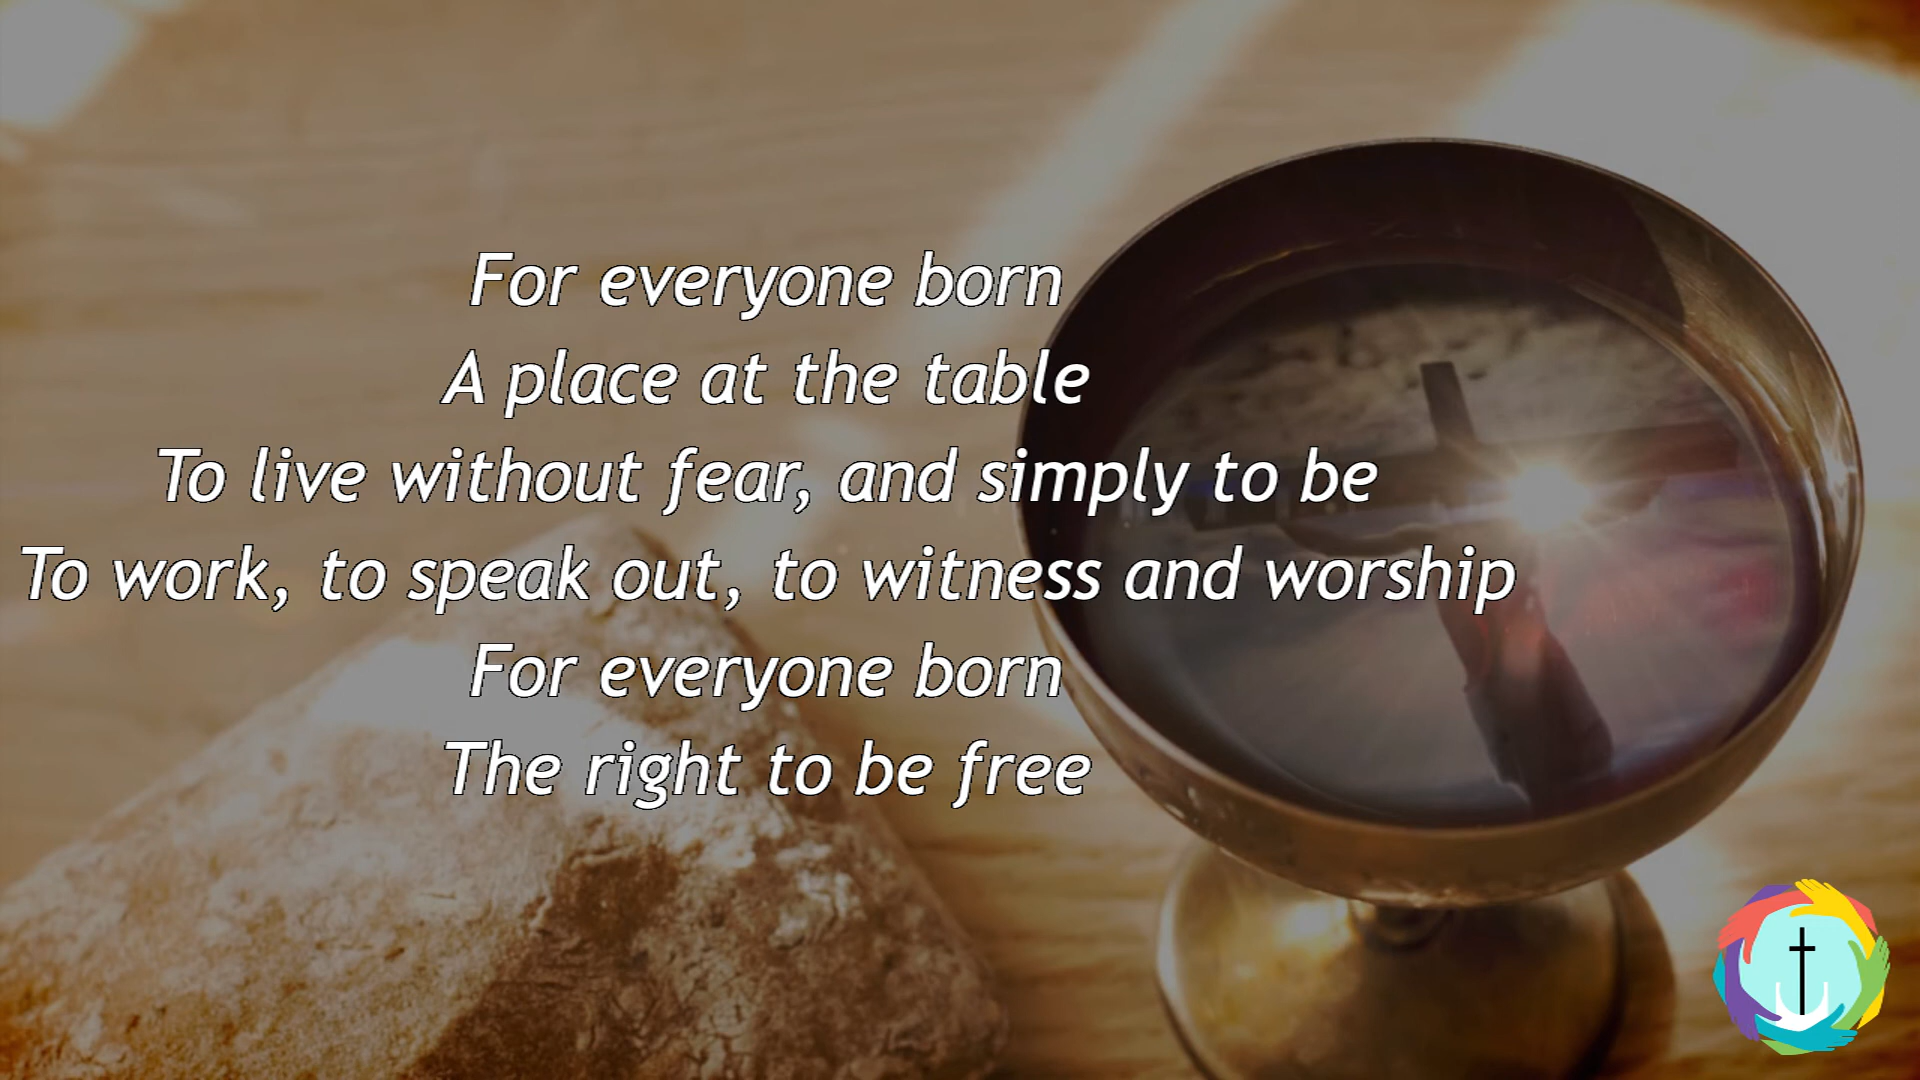 For everyone born
A place at the table
To live without fear, and simply to be
To work, to speak out, to witness and worship
For everyone born
The right to be free